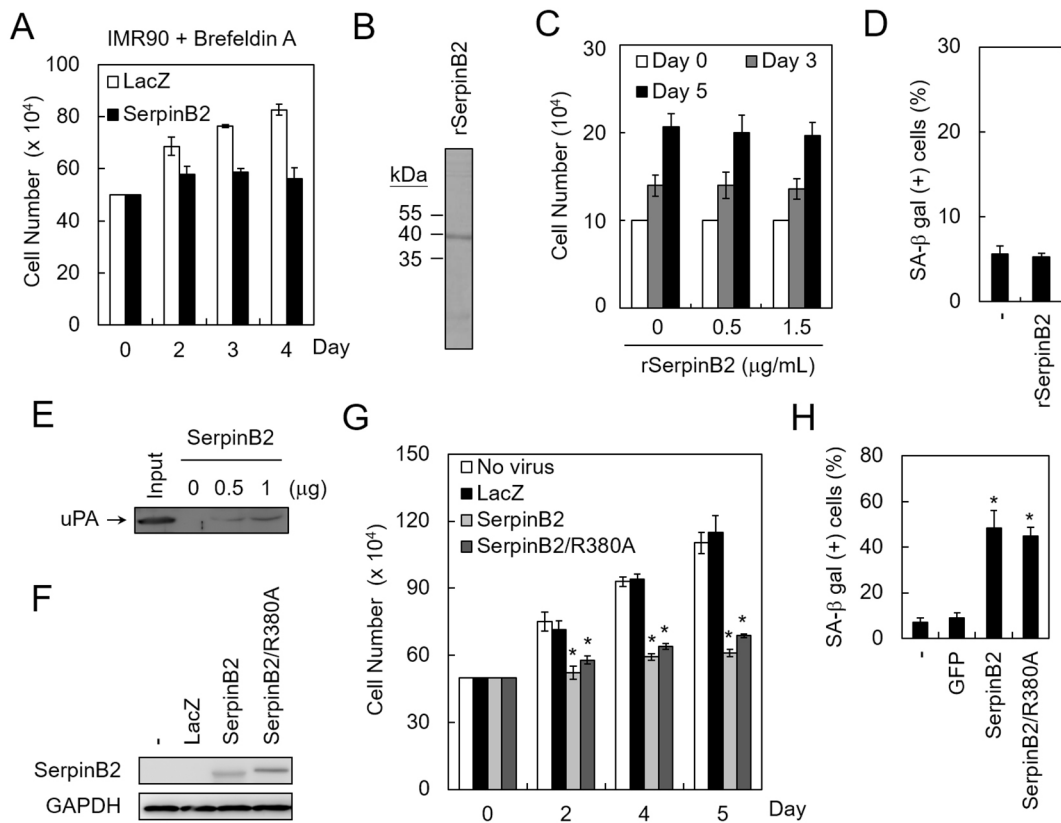 A
IMR90 + Brefeldin A
Cell Number (x 10⁴)
100
80
60
40
20
0
LacZ
SerpinB2
0 2 3 4 Day
B
rSerpinB2
kDa
55
40
35
C
Cell Number (10⁴)
30
20
10
0
Day 0
Day 3
Day 5
0 0.5 1.5
rSerpinB2 (μg/mL)
D
SA-β gal (+) cells (%)
30
20
10
0
-
rSerpinB2
E
SerpinB2
Input
0 0.5 1 (μg)
uPA →
F
-
LacZ
SerpinB2
SerpinB2/R380A
SerpinB2
GAPDH
G
Cell Number (x 10⁴)
150
120
90
60
30
0
No virus
LacZ
SerpinB2
SerpinB2/R380A
* * * * * *
0 2 4 5 Day
H
SA-β gal (+) cells (%)
80
60
40
20
0
* *
-
GFP
SerpinB2
SerpinB2/R380A